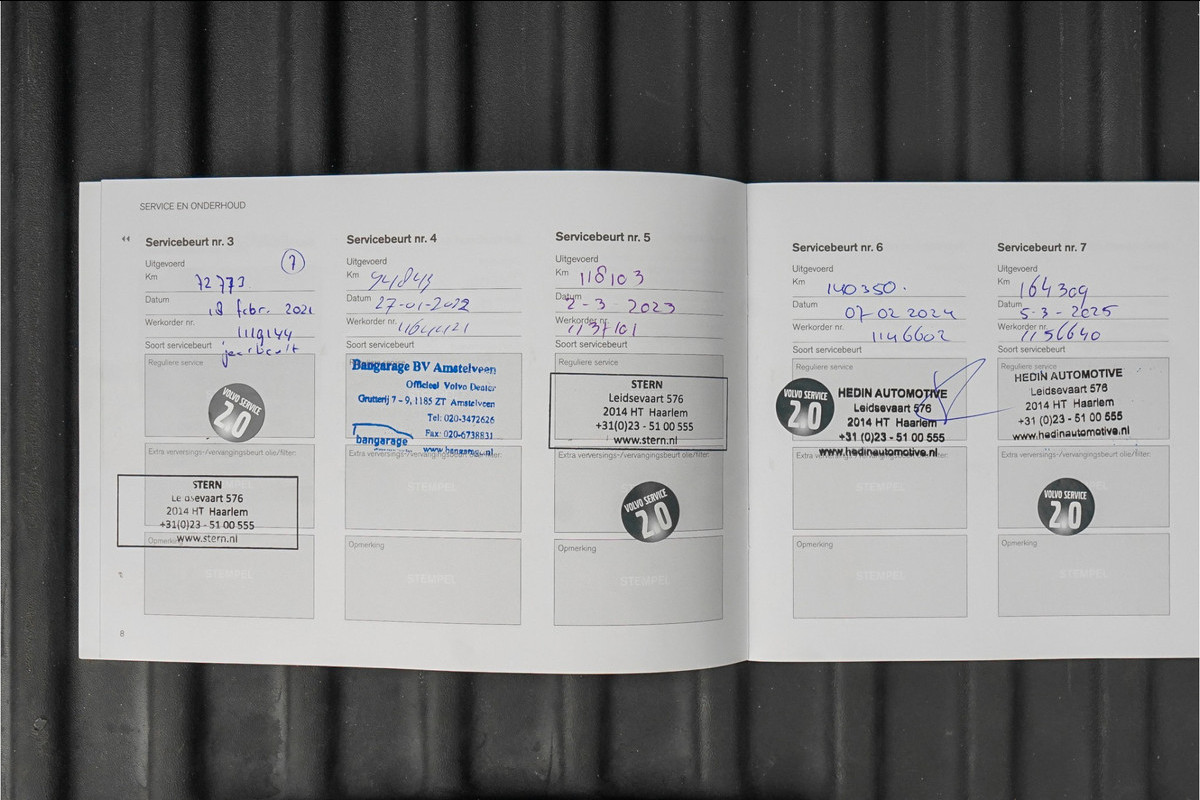 SERVICE EN ONDERHOUD
Servicebeurt nr. 3
Uitgevoerd
7
Km 72773
Datum 18 febr. 2021
Werkorder nr. 1119144
Soort servicebeurt jaarbeurt
Reguliere service
VOLVO SERVICE
2.0
Extra verversings-/vervangingsbeurt olie/filter:
STERN
Leidsevaart 576
2014 HT Haarlem
+31(0)23 - 51 00 555
www.stern.nl
Opmerking
STEMPEL
8
Servicebeurt nr. 4
Uitgevoerd
Km 94843
Datum 27-01-2022
Werkorder nr. 4164421
Soort servicebeurt
Bangarage BV Amstelveen
Officieel Volvo Dealer
Grutterij 7 - 9, 1185 ZT Amstelveen
Tel: 020-3472626
Fax: 020-6738831
bangarage
www.bangarage.nl
Extra verversings-/vervangingsbeurt olie/filter:
STEMPEL
Opmerking
STEMPEL
Servicebeurt nr. 5
Uitgevoerd
Km 118103
Datum 2-3-2023
Werkorder nr. 1137101
Soort servicebeurt
Reguliere service
STERN
Leidsevaart 576
2014 HT Haarlem
+31(0)23 - 51 00 555
www.stern.nl
Extra verversings-/vervangingsbeurt olie/filter:
VOLVO SERVICE
2.0
Opmerking
STEMPEL
Servicebeurt nr. 6
Uitgevoerd
Km 140350.
Datum 07-02 2024
Werkorder nr. 1146602
Soort servicebeurt
Reguliere service
VOLVO SERVICE
2.0
HEDIN AUTOMOTIVE
Leidsevaart 576
2014 HT Haarlem
+31 (0)23 - 51 00 555
www.hedinautomotive.nl
Extra verversings-/vervangingsbeurt olie/filter:
STEMPEL
Opmerking
STEMPEL
Servicebeurt nr. 7
Uitgevoerd
Km 164309
Datum 5-3-2025
Werkorder nr. 1156640
Soort servicebeurt
Reguliere service
HEDIN AUTOMOTIVE
Leidsevaart 576
2014 HT Haarlem
+31 (0)23 - 51 00 555
www.hedinautomotive.nl
Extra verversings-/vervangingsbeurt olie/filter:
VOLVO SERVICE
2.0
Opmerking
STEMPEL